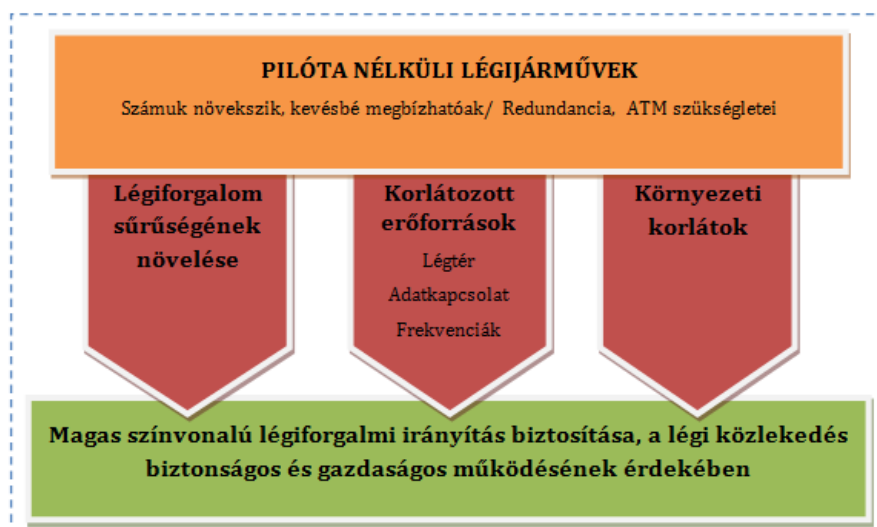 PILÓTA NÉLKÜLI LÉGIJÁRMŰVEK
Számuk növekszik, kevésbé megbízhatóak/ Redundancia, ATM szükségletei
Légiforgalom
sűrűségének
növelése
Korlátozott
erőforrások
Légtér
Adatkapcsolat
Frekvenciák
Környezeti
korlátok
Magas színvonalú légiforgalmi irányítás biztosítása, a légi közlekedés
biztonságos és gazdaságos működésének érdekében